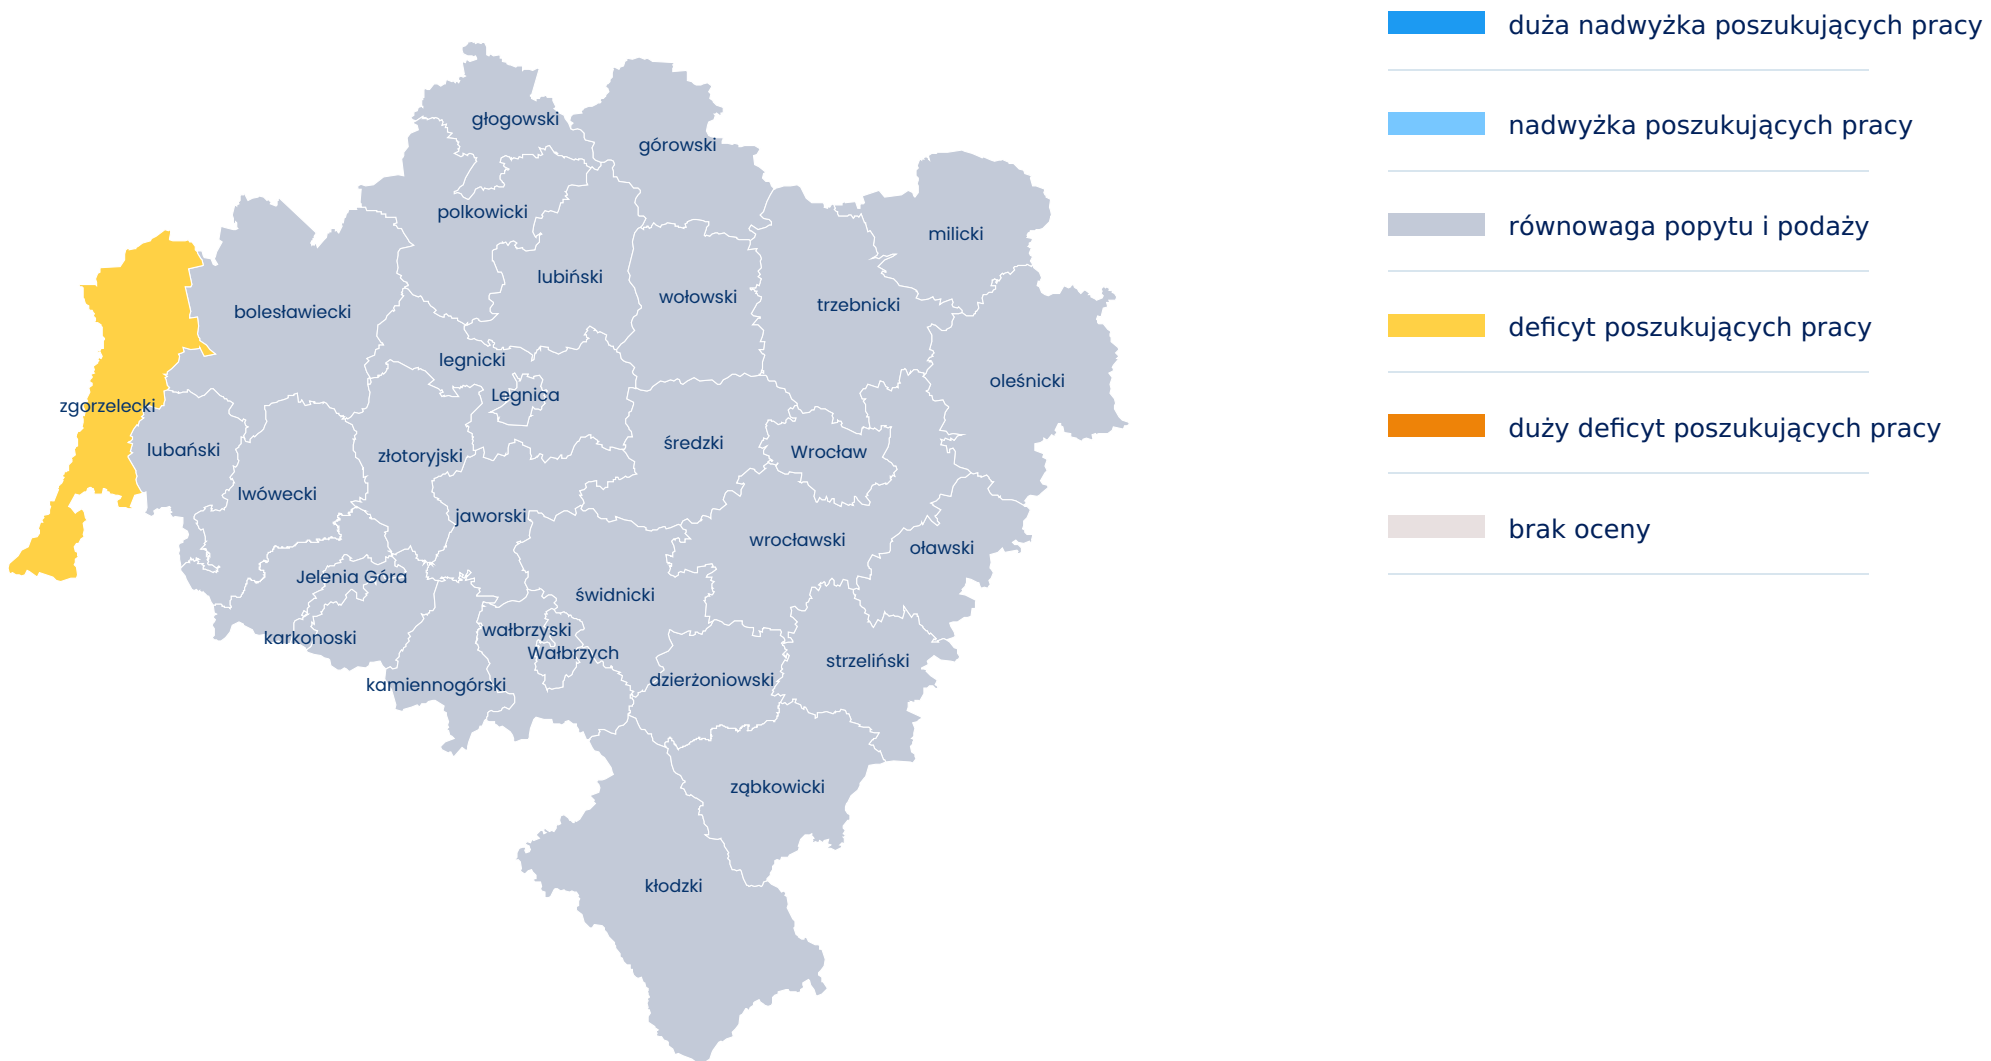 duża nadwyżka poszukujących pracy
nadwyżka poszukujących pracy
równowaga popytu i podaży
deficyt poszukujących pracy
duży deficyt poszukujących pracy
brak oceny
głogowski
górowski
polkowicki
milicki
lubiński
wołowski
trzebnicki
bolesławiecki
legnicki
oleśnicki
Legnica
zgorzelecki
lubański
złotoryjski
średzki
Wrocław
lwówecki
jaworski
wrocławski
oławski
Jelenia Góra
świdnicki
karkonoski
wałbrzyski
Wałbrzych
strzeliński
kamiennogórski
dzierżoniowski
ząbkowicki
kłodzki